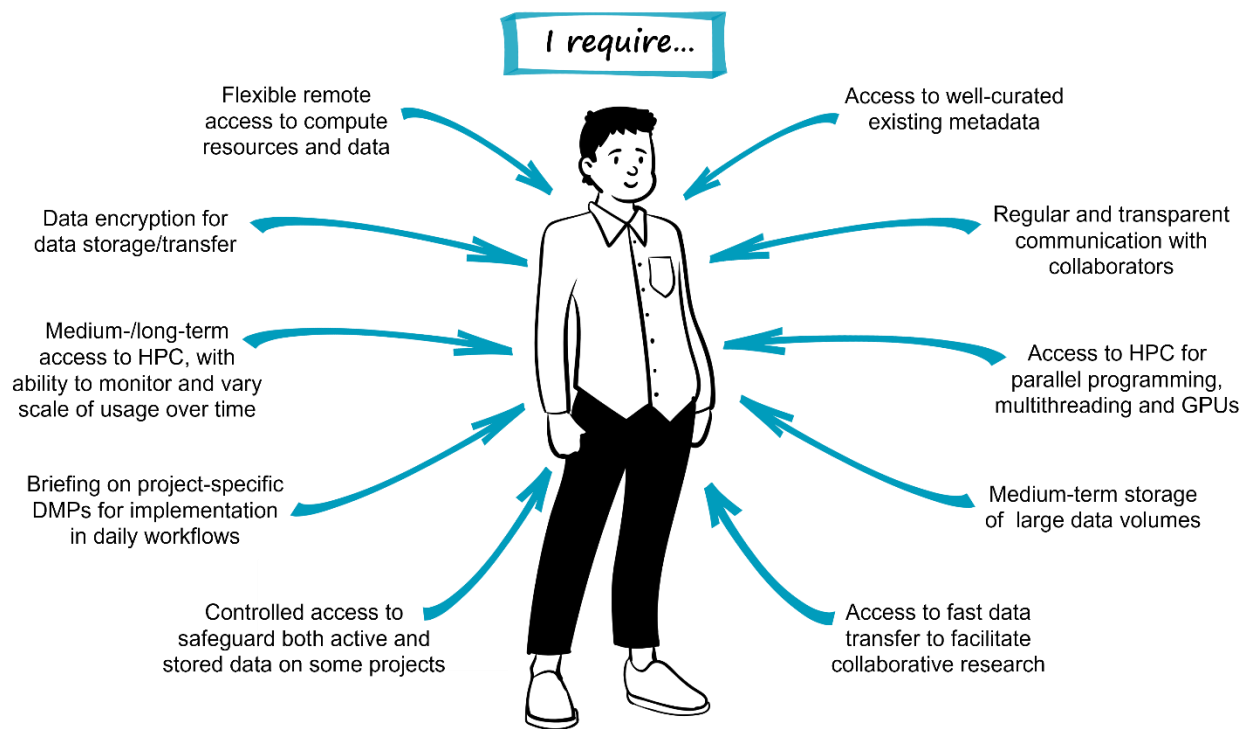 I require...
Flexible remote
access to compute
resources and data
Data encryption for
data storage/transfer
Medium-/long-term
access to HPC, with
ability to monitor and vary
scale of usage over time
Briefing on project-specific
DMPs for implementation
in daily workflows
Controlled access to
safeguard both active and
stored data on some projects
Access to well-curated
existing metadata
Regular and transparent
communication with
collaborators
Access to HPC for
parallel programming,
multithreading and GPUs
Medium-term storage
of large data volumes
Access to fast data
transfer to facilitate
collaborative research